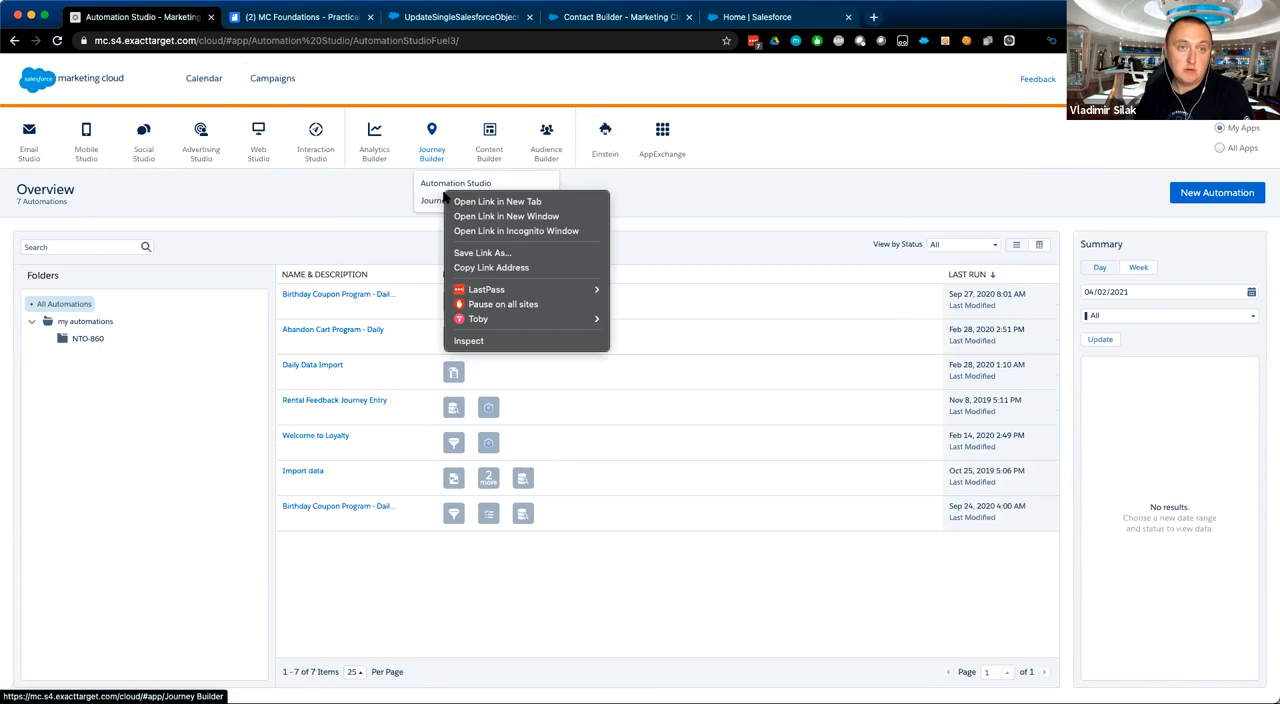 Automation Studio - Marketing
(2) MC Foundations - Practical
UpdateSingleSalesforceObject
Contact Builder - Marketing Cl
Home | Salesforce
mc.s4.exacttarget.com/cloud/#app/Automation%20Studio/AutomationStudioFuel3/
Vladimir Silak
salesforce
marketing cloud
Calendar
Campaigns
Feedback
Email
Studio
Mobile
Studio
Social
Studio
Advertising
Studio
Web
Studio
Interaction
Studio
Analytics
Builder
Journey
Builder
Content
Builder
Audience
Builder
Einstein
AppExchange
My Apps
All Apps
Overview
7 Automations
Automation Studio
Journ
New Automation
Open Link in New Tab
Open Link in New Window
Open Link in Incognito Window
Save Link As...
Copy Link Address
LastPass
Pause on all sites
Toby
Inspect
Search
View by Status All
Folders
All Automations
my automations
NTO-860
NAME & DESCRIPTION
LAST RUN
Birthday Coupon Program - Dail...
Sep 27, 2020 8:01 AM
Last Modified
Abandon Cart Program - Daily
Feb 28, 2020 2:51 PM
Last Modified
Daily Data Import
Feb 28, 2020 1:10 AM
Last Modified
Rental Feedback Journey Entry
Nov 8, 2019 5:11 PM
Last Modified
Welcome to Loyalty
Feb 14, 2020 2:49 PM
Last Modified
Import data
2 more
Oct 25, 2019 5:06 PM
Last Modified
Birthday Coupon Program - Dail...
Sep 24, 2020 4:00 AM
Last Modified
Summary
Day
Week
04/02/2021
All
Update
No results.
Choose a new date range
and status to view data.
1 - 7 of 7 Items 25 Per Page
Page 1 of 1
https://mc.s4.exacttarget.com/cloud/#app/Journey Builder